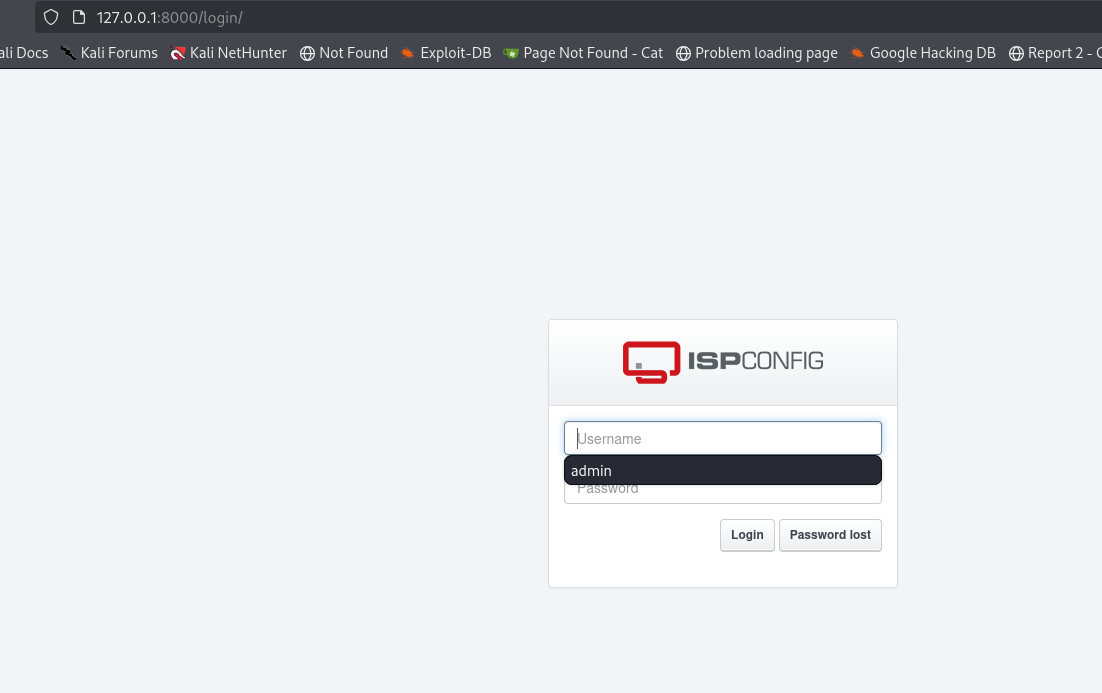 127.0.0.1:8000/login/
ali Docs Kali Forums Kali NetHunter Not Found Exploit-DB Page Not Found - Cat Problem loading page Google Hacking DB Report 2 - C
ISPCONFIG
Username
admin
Password
Login Password lost